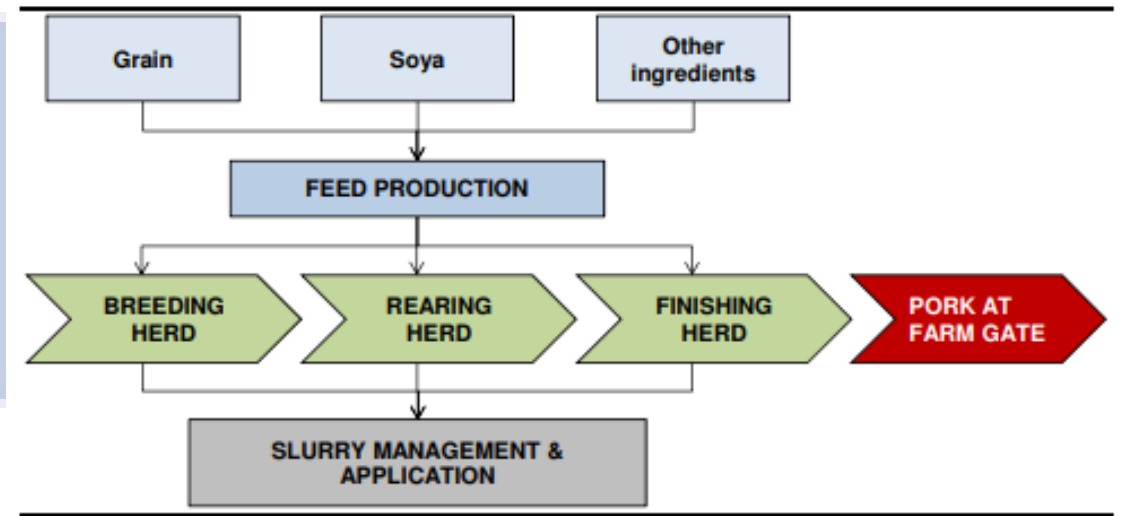 Grain
Soya
Other
ingredients
FEED PRODUCTION
BREEDING
HERD
REARING
HERD
FINISHING
HERD
PORK AT
FARM GATE
SLURRY MANAGEMENT &
APPLICATION